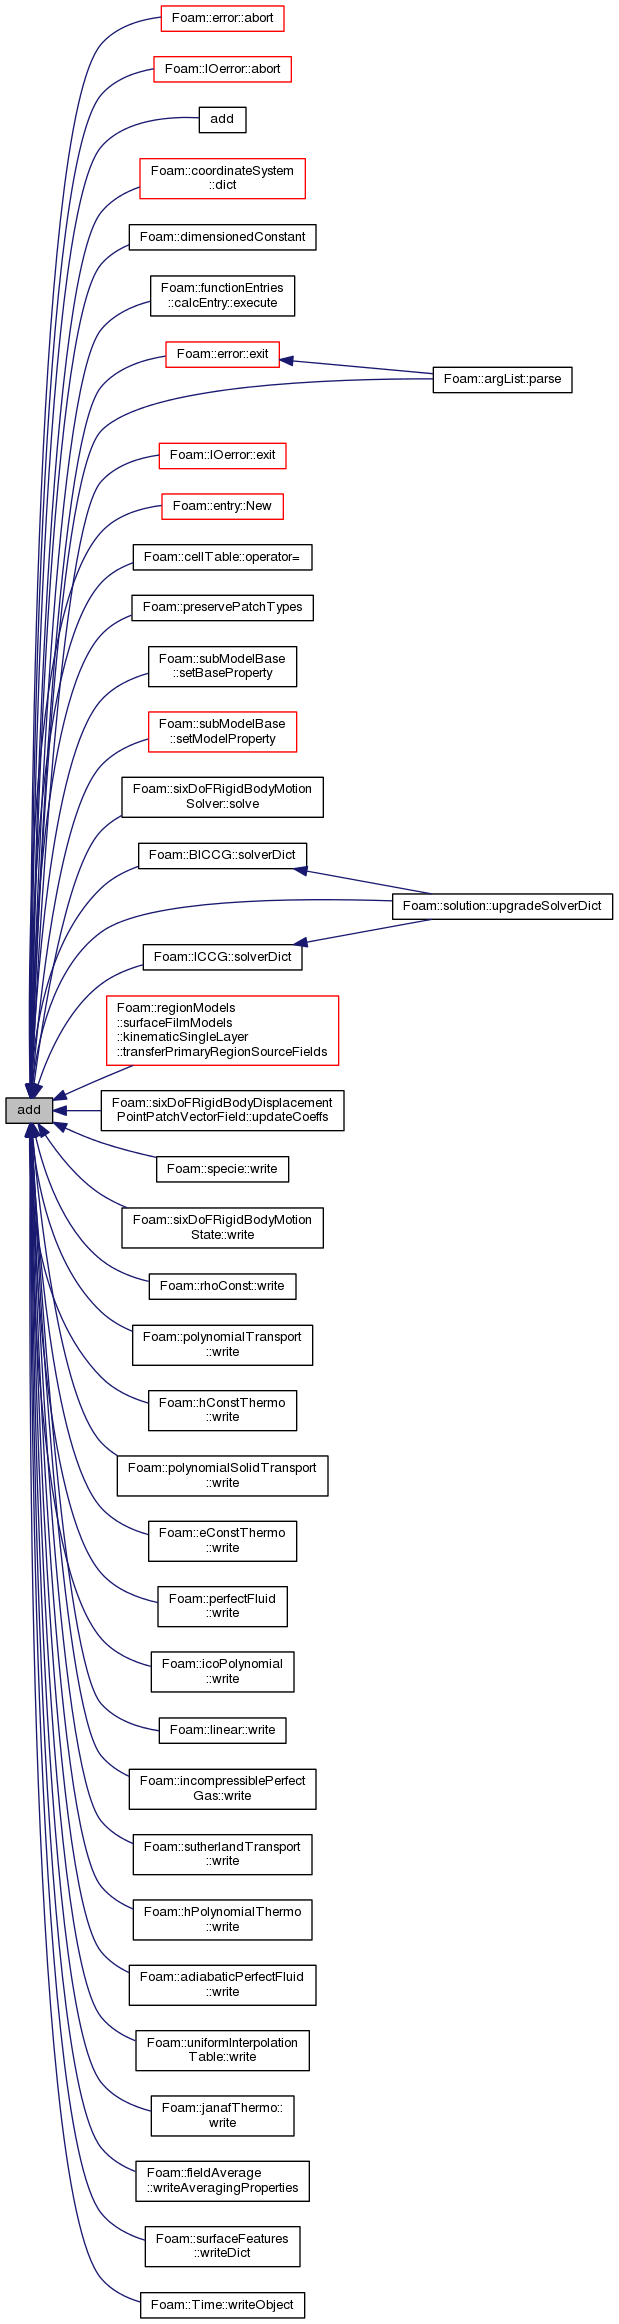 Foam::error::abort
Foam::IOerror::abort
add
Foam::coordinateSystem
::dict
Foam::dimensionedConstant
Foam::functionEntries
::calcEntry::execute
Foam::error::exit
Foam::argList::parse
Foam::IOerror::exit
Foam::entry::New
Foam::cellTable::operator=
Foam::preservePatchTypes
Foam::subModelBase
::setBaseProperty
Foam::subModelBase
::setModelProperty
Foam::sixDoFRigidBodyMotion
Solver::solve
Foam::BICCG::solverDict
Foam::solution::upgradeSolverDict
Foam::ICCG::solverDict
Foam::regionModels
::surfaceFilmModels
::kinematicSingleLayer
::transferPrimaryRegionSourceFields
add
Foam::sixDoFRigidBodyDisplacement
PointPatchVectorField::updateCoeffs
Foam::specie::write
Foam::sixDoFRigidBodyMotion
State::write
Foam::rhoConst::write
Foam::polynomialTransport
::write
Foam::hConstThermo
::write
Foam::polynomialSolidTransport
::write
Foam::eConstThermo
::write
Foam::perfectFluid
::write
Foam::icoPolynomial
::write
Foam::linear::write
Foam::incompressiblePerfect
Gas::write
Foam::sutherlandTransport
::write
Foam::hPolynomialThermo
::write
Foam::adiabaticPerfectFluid
::write
Foam::uniformInterpolation
Table::write
Foam::janafThermo::
write
Foam::fieldAverage
::writeAveragingProperties
Foam::surfaceFeatures
::writeDict
Foam::Time::writeObject